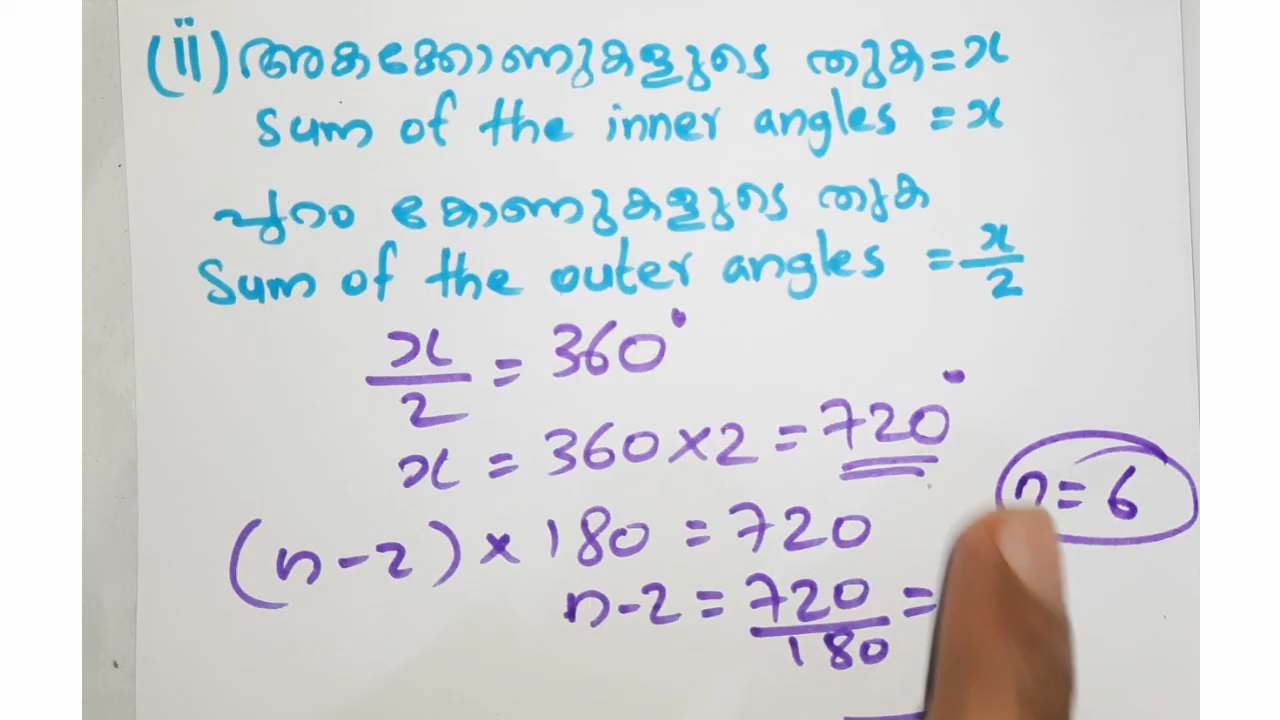 (ii) അകക്കോണുകളുടെ തുക = x
Sum of the inner angles = x
പുറം കോണുകളുടെ തുക
Sum of the outer angles = x/2
x/2 = 360°
x = 360 × 2 = 720°
n = 6
(n - 2) × 180 = 720
n - 2 = 720/180 =